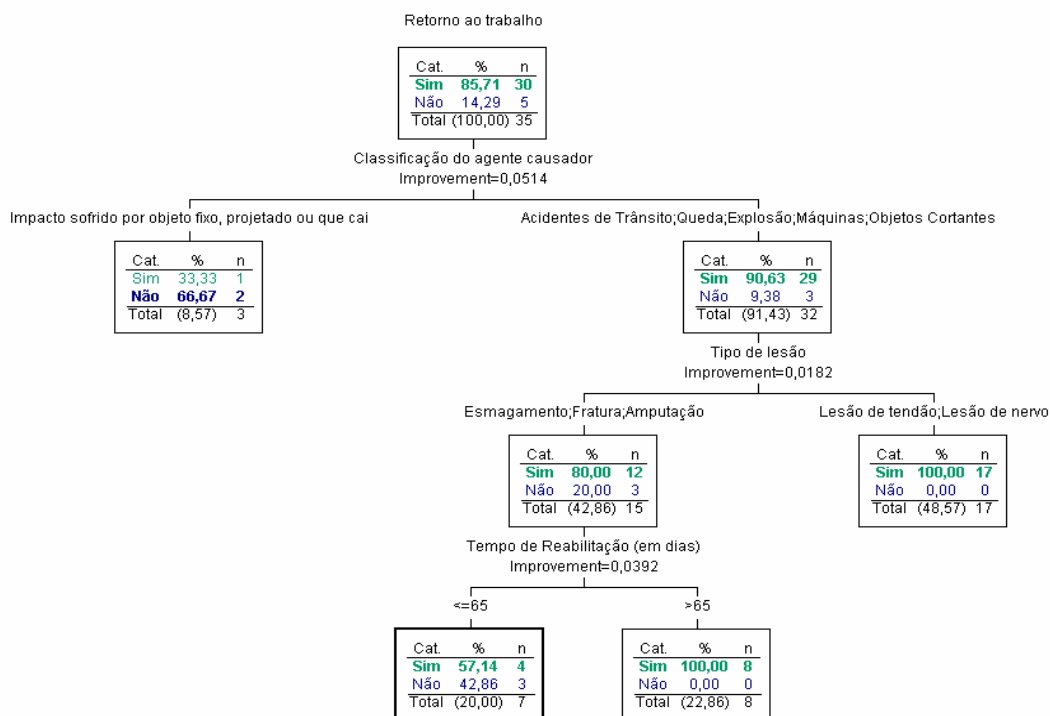 Retorno ao trabalho
Cat. % n
Sim 85,71 30
Não 14,29 5
Total (100,00) 35
Classificação do agente causador
Improvement=0,0514
Impacto sofrido por objeto fixo, projetado ou que cai
Cat. % n
Sim 33,33 1
Não 66,67 2
Total (8,57) 3
Acidentes de Trânsito;Queda;Explosão;Máquinas;Objetos Cortantes
Cat. % n
Sim 90,63 29
Não 9,38 3
Total (91,43) 32
Tipo de lesão
Improvement=0,0182
Esmagamento;Fratura;Amputação
Cat. % n
Sim 80,00 12
Não 20,00 3
Total (42,86) 15
Lesão de tendão;Lesão de nervo
Cat. % n
Sim 100,00 17
Não 0,00 0
Total (48,57) 17
Tempo de Reabilitação (em dias)
Improvement=0,0392
<=65
Cat. % n
Sim 57,14 4
Não 42,86 3
Total (20,00) 7
>65
Cat. % n
Sim 100,00 8
Não 0,00 0
Total (22,86) 8